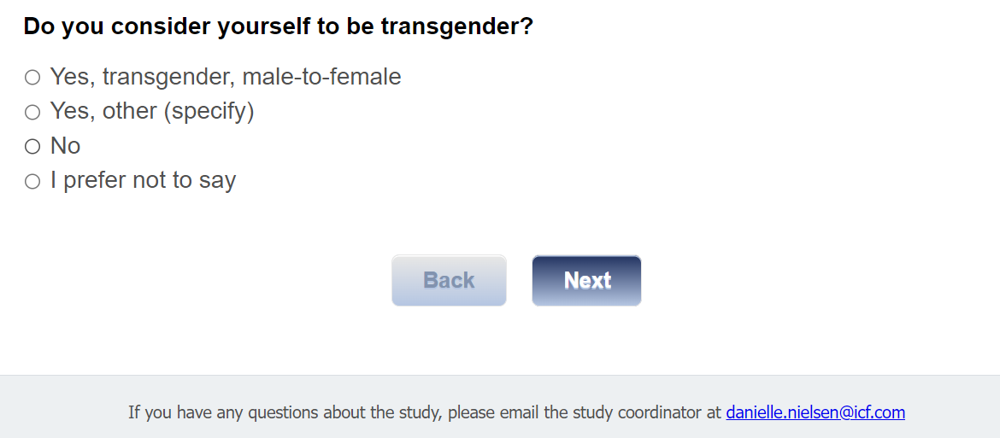 Do you consider yourself to be transgender?
Yes, transgender, male-to-female
Yes, other (specify)
No
I prefer not to say
Back
Next
If you have any questions about the study, please email the study coordinator at danielle.nielsen@icf.com